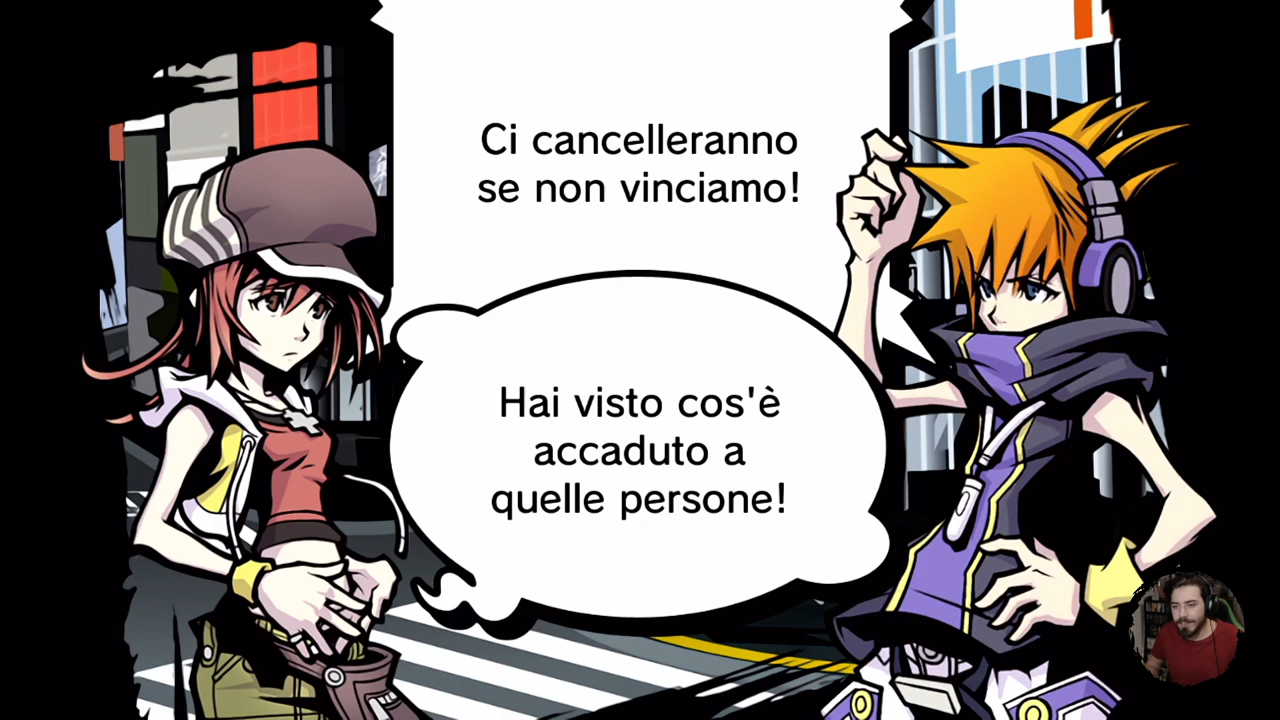 Ci cancelleranno
se non vinciamo!
Hai visto cos'è
accaduto a
quelle persone!